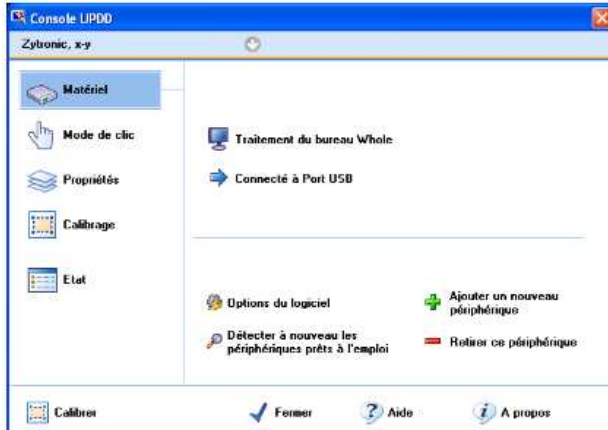 Console UPDD
Zytronic, x-y
Matériel
Mode de clic
Propriétés
Calibrage
Etat
Traitement du bureau Whole
Connecté à Port USB
Options du logiciel
Ajouter un nouveau
périphérique
Détecter à nouveau les
périphériques prêts à l'emploi
Retirer ce périphérique
Calibrer
Fermer
Aide
A propos